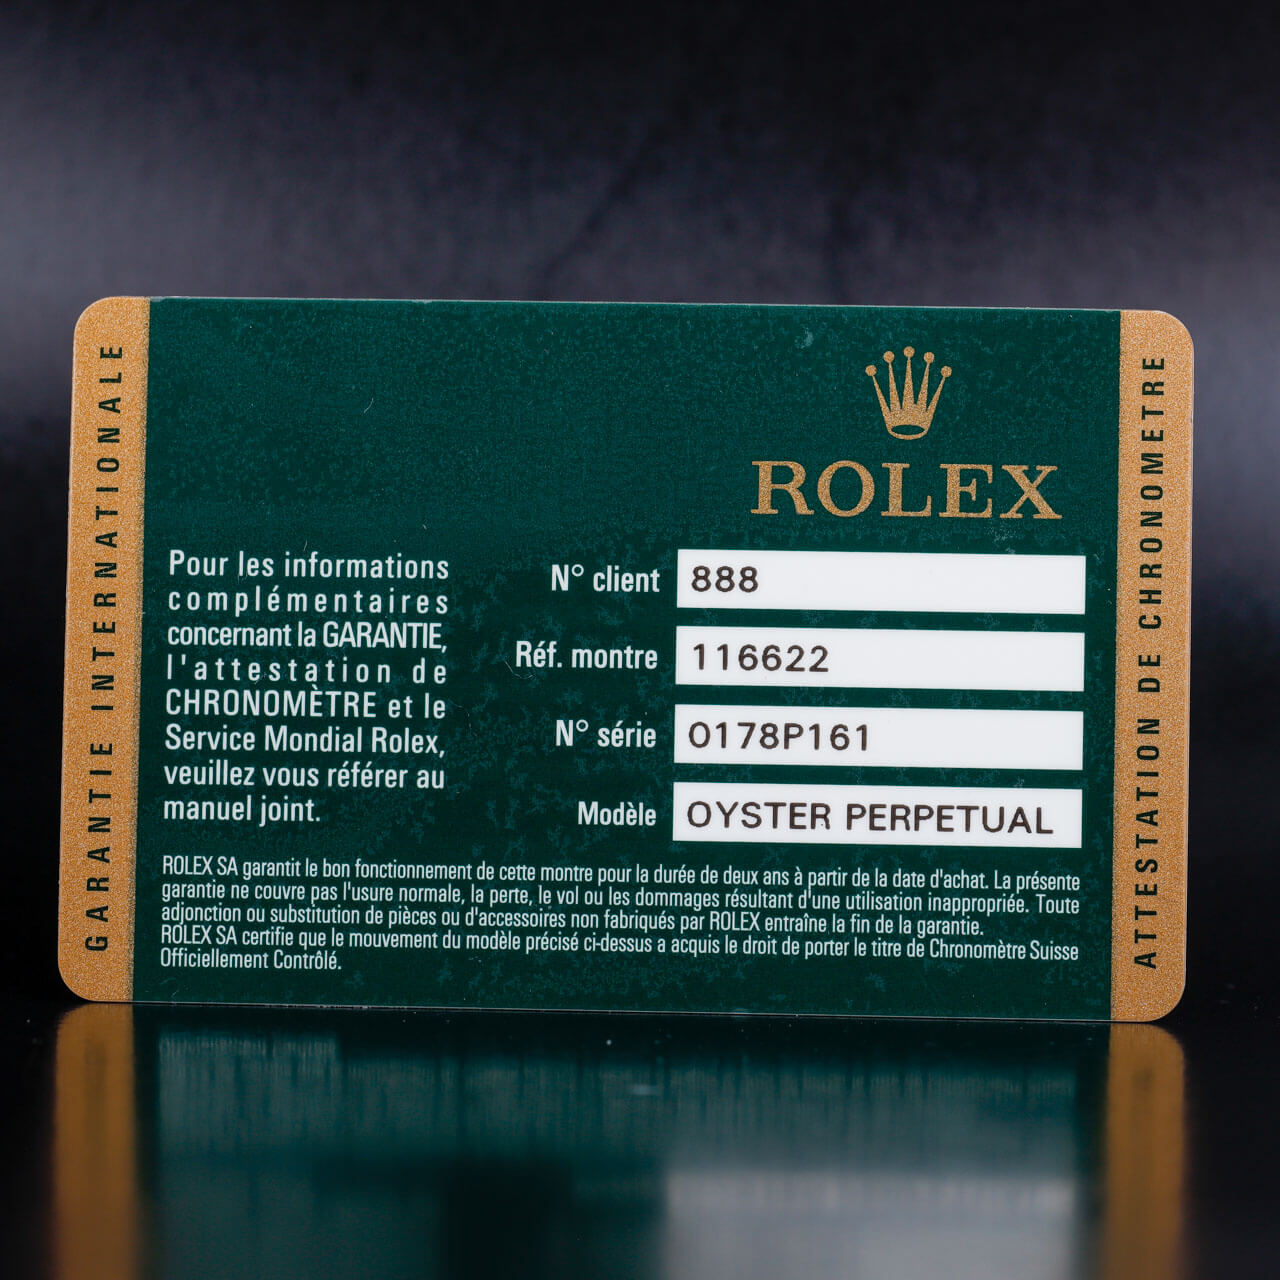 GARANTIE INTERNATIONALE
ROLEX
Pour les informations
complémentaires
concernant la GARANTIE,
l'attestation de
CHRONOMÈTRE et le
Service Mondial Rolex,
veuillez vous référer au
manuel joint.
N° client 888
Réf. montre 116622
N° série 0178P161
Modèle OYSTER PERPETUAL
ROLEX SA garantit le bon fonctionnement de cette montre pour la durée de deux ans à partir de la date d'achat. La présente
garantie ne couvre pas l'usure normale, la perte, le vol ou les dommages résultant d'une utilisation inappropriée. Toute
adjonction ou substitution de pièces ou d'accessoires non fabriqués par ROLEX entraîne la fin de la garantie.
ROLEX SA certifie que le mouvement du modèle précisé ci-dessus a acquis le droit de porter le titre de Chronomètre Suisse
Officiellement Contrôlé.
ATTESTATION DE CHRONOMETRE